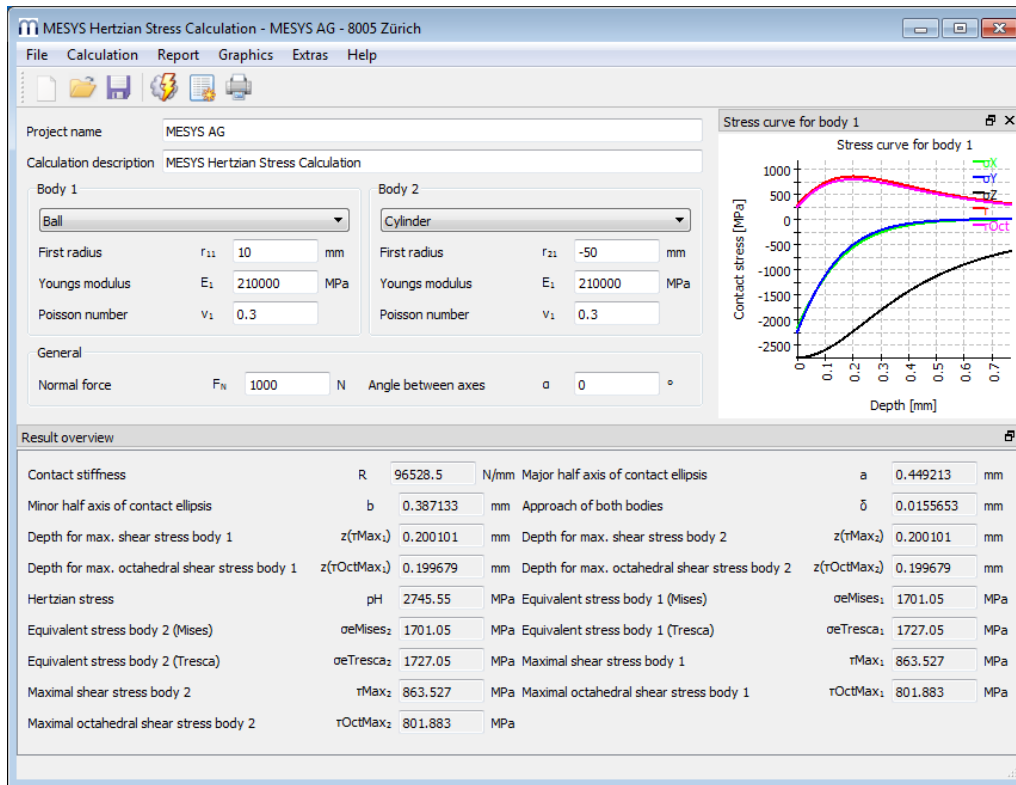 MESYS Hertzian Stress Calculation - MESYS AG - 8005 Zürich
File Calculation Report Graphics Extras Help
Project name MESYS AG
Calculation description MESYS Hertzian Stress Calculation
Body 1 Body 2
Ball Cylinder
First radius r₁₁ 10 mm First radius r₂₁ -50 mm
Youngs modulus E₁ 210000 MPa Youngs modulus E₁ 210000 MPa
Poisson number ν₁ 0.3 Poisson number ν₁ 0.3
General
Normal force Fₙ 1000 N Angle between axes α 0 °
Stress curve for body 1
Stress curve for body 1
Contact stress [MPa]
1000
500
0
-500
-1000
-1500
-2000
-2500
σX
σY
σZ
τ
τOct
0 0.1 0.2 0.3 0.4 0.5 0.6 0.7
Depth [mm]
Result overview
Contact stiffness R 96528.5 N/mm Major half axis of contact ellipsis a 0.449213 mm
Minor half axis of contact ellipsis b 0.387133 mm Approach of both bodies δ 0.0155653 mm
Depth for max. shear stress body 1 z(τMax₁) 0.200101 mm Depth for max. shear stress body 2 z(τMax₂) 0.200101 mm
Depth for max. octahedral shear stress body 1 z(τOctMax₁) 0.199679 mm Depth for max. octahedral shear stress body 2 z(τOctMax₂) 0.199679 mm
Hertzian stress pH 2745.55 MPa Equivalent stress body 1 (Mises) σeMises₁ 1701.05 MPa
Equivalent stress body 2 (Mises) σeMises₂ 1701.05 MPa Equivalent stress body 1 (Tresca) σeTresca₁ 1727.05 MPa
Equivalent stress body 2 (Tresca) σeTresca₂ 1727.05 MPa Maximal shear stress body 1 τMax₁ 863.527 MPa
Maximal shear stress body 2 τMax₂ 863.527 MPa Maximal octahedral shear stress body 1 τOctMax₁ 801.883 MPa
Maximal octahedral shear stress body 2 τOctMax₂ 801.883 MPa